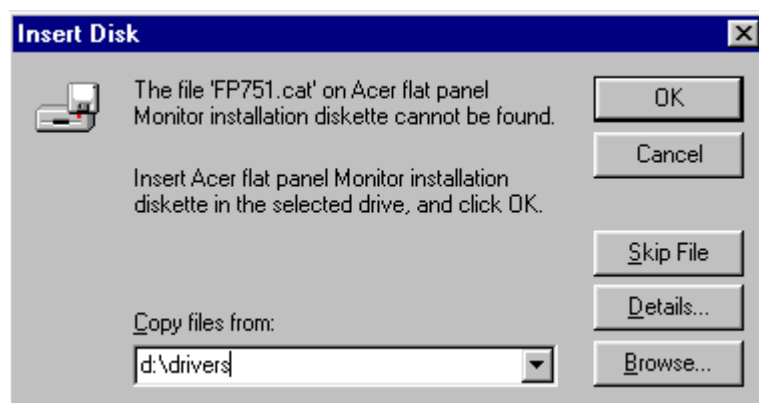 Insert Disk
The file 'FP751.cat' on Acer flat panel
Monitor installation diskette cannot be found.
Insert Acer flat panel Monitor installation
diskette in the selected drive, and click OK.
Copy files from:
d:\drivers
OK
Cancel
Skip File
Details...
Browse...